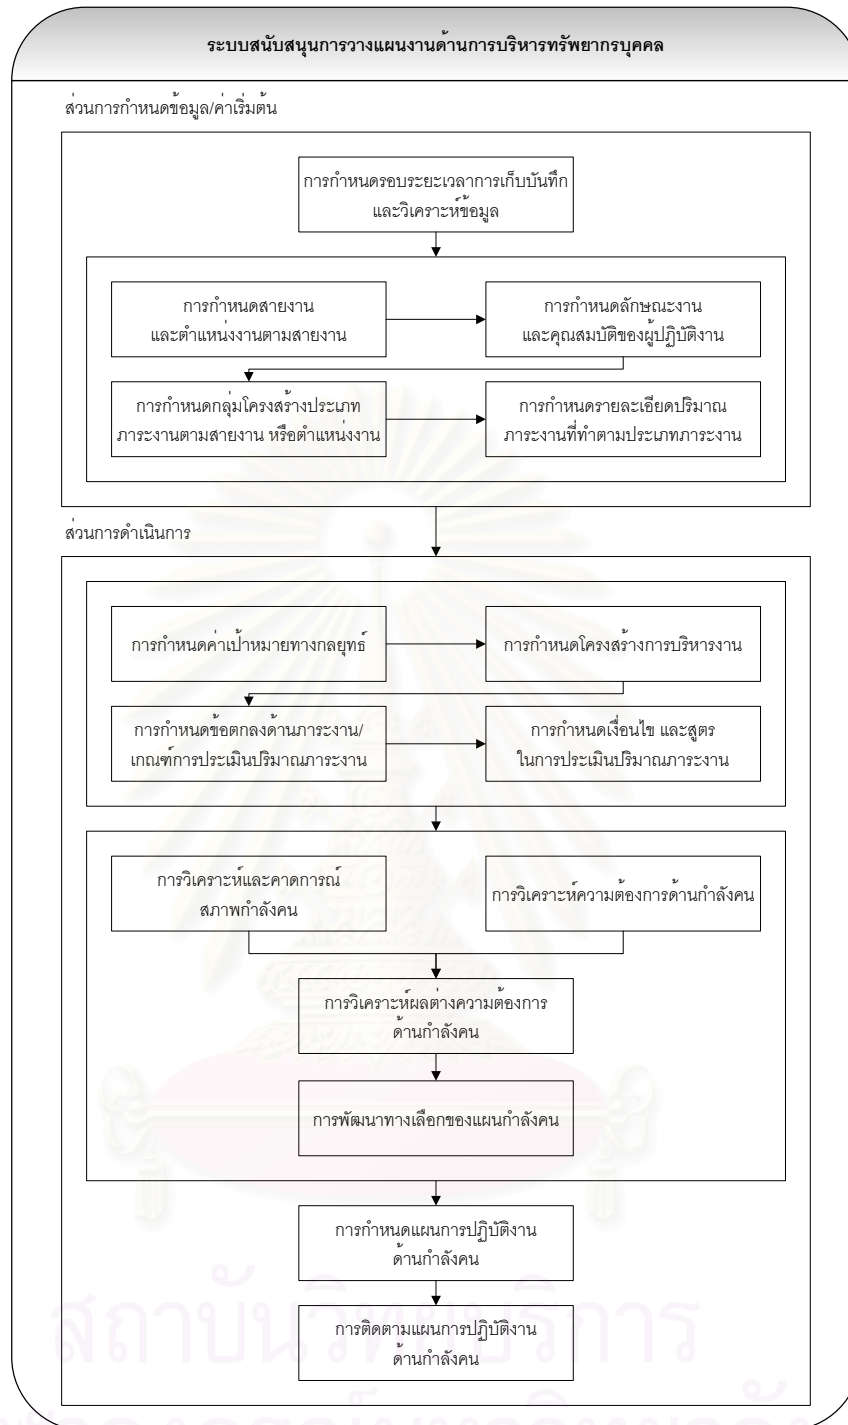 ระบบสนับสนุนการวางแผนงานด้านการบริหารทรัพยากรบุคคล
ส่วนการกำหนดข้อมูล/ค่าเริ่มต้น
การกำหนดรอบระยะเวลาการเก็บบันทึก
และวิเคราะห์ข้อมูล
การกำหนดสายงาน
และตำแหน่งงานตามสายงาน
การกำหนดลักษณะงาน
และคุณสมบัติของผู้ปฏิบัติงาน
การกำหนดกลุ่มโครงสร้างประเภท
ภาระงานตามสายงาน หรือตำแหน่งงาน
การกำหนดรายละเอียดปริมาณ
ภาระงานที่ทำตามประเภทภาระงาน
ส่วนการดำเนินการ
การกำหนดค่าเป้าหมายทางกลยุทธ์
การกำหนดโครงสร้างการบริหารงาน
การกำหนดข้อตกลงด้านภาระงาน/
เกณฑ์การประเมินปริมาณภาระงาน
การกำหนดเงื่อนไข และสูตร
ในการประเมินปริมาณภาระงาน
การวิเคราะห์และคาดการณ์
สภาพกำลังคน
การวิเคราะห์ความต้องการด้านกำลังคน
การวิเคราะห์ผลต่างความต้องการ
ด้านกำลังคน
การพัฒนาทางเลือกของแผนกำลังคน
การกำหนดแผนการปฏิบัติงาน
ด้านกำลังคน
การติดตามแผนการปฏิบัติงาน
ด้านกำลังคน
สถาบันวิทยบริการ